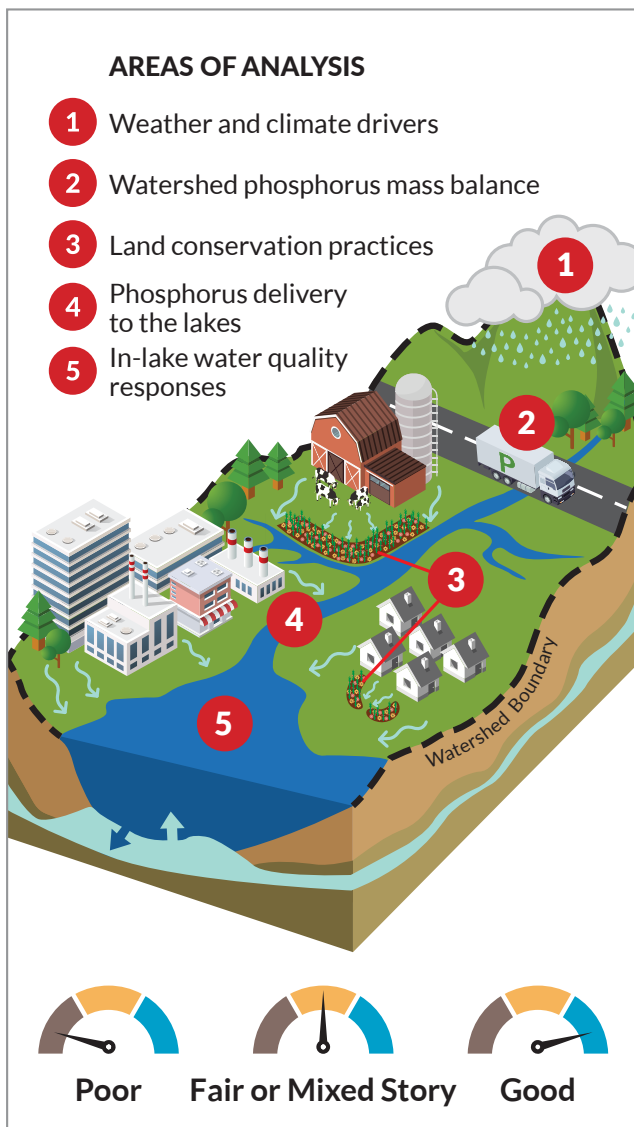 AREAS OF ANALYSIS
1 Weather and climate drivers
2 Watershed phosphorus mass balance
3 Land conservation practices
4 Phosphorus delivery
to the lakes
5 In-lake water quality
responses
1
2
P
3
4
5
Watershed Boundary
Poor
Fair or Mixed Story
Good